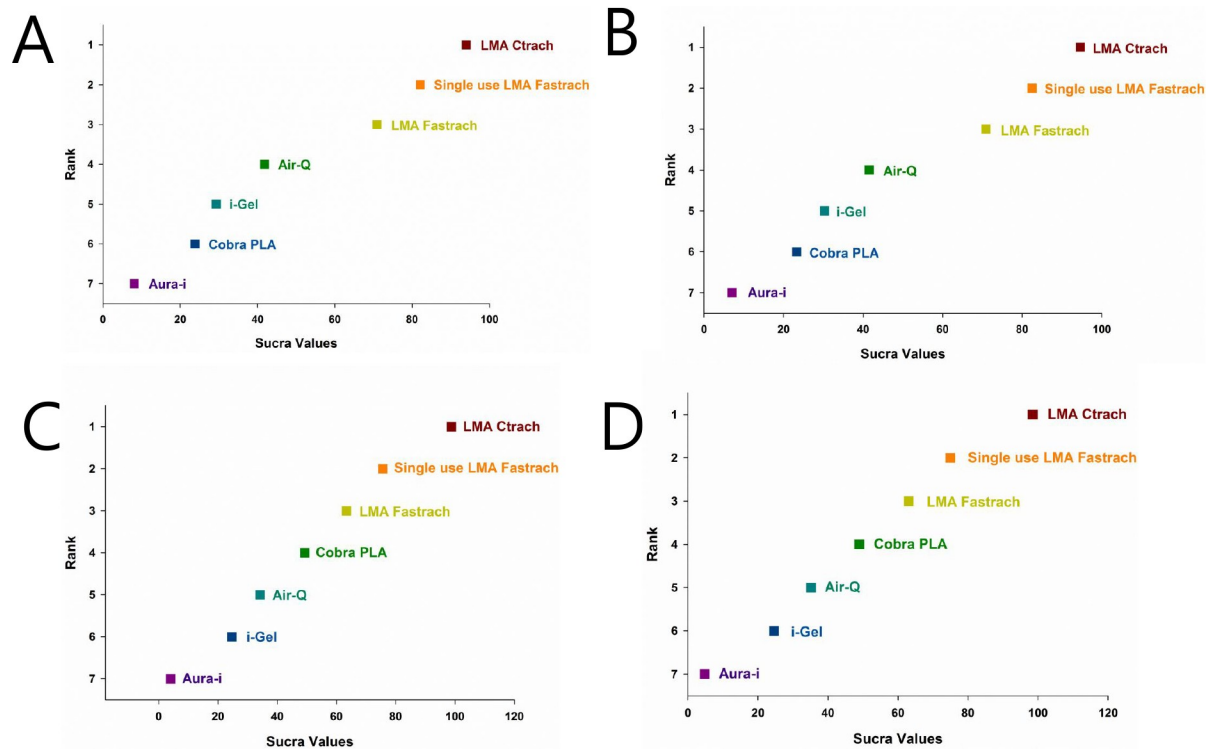 A
Rank
1
2
3
4
5
6
7
LMA Ctrach
Single use LMA Fastrach
LMA Fastrach
Air-Q
i-Gel
Cobra PLA
Aura-i
0 20 40 60 80 100
Sucra Values
B
Rank
1
2
3
4
5
6
7
LMA Ctrach
Single use LMA Fastrach
LMA Fastrach
Air-Q
i-Gel
Cobra PLA
Aura-i
0 20 40 60 80 100
Sucra Values
C
Rank
1
2
3
4
5
6
7
LMA Ctrach
Single use LMA Fastrach
LMA Fastrach
Cobra PLA
Air-Q
i-Gel
Aura-i
0 20 40 60 80 100 120
Sucra Values
D
Rank
1
2
3
4
5
6
7
LMA Ctrach
Single use LMA Fastrach
LMA Fastrach
Cobra PLA
Air-Q
i-Gel
Aura-i
0 20 40 60 80 100 120
Sucra Values